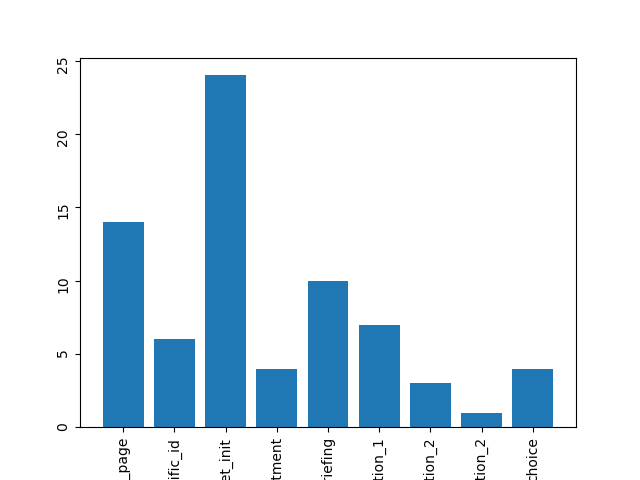 25
20
15
10
5
0
_page
ific_id
et_init
tment
riefing
tion_1
tion_2
tion_2
choice